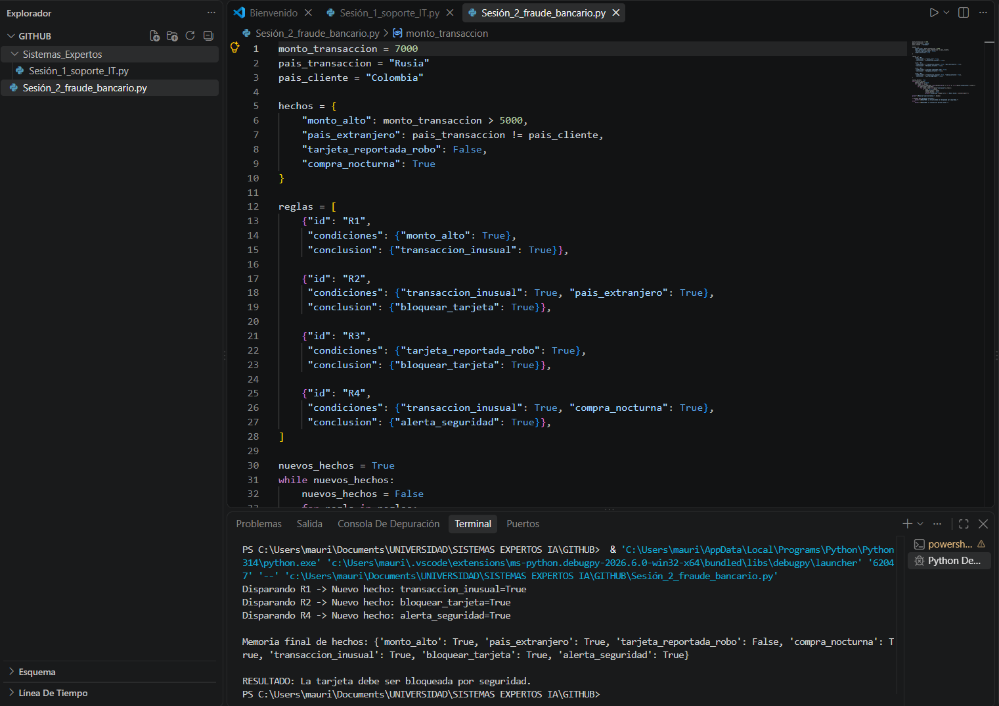 Explorador
GITHUB
Sistemas_Expertos
Sesión_1_soporte_IT.py
Sesión_2_fraude_bancario.py
Esquema
Línea De Tiempo
Bienvenido
Sesión_1_soporte_IT.py
Sesión_2_fraude_bancario.py
Sesión_2_fraude_bancario.py > monto_transaccion
1 monto_transaccion = 7000
2 pais_transaccion = "Rusia"
3 pais_cliente = "Colombia"
4
5 hechos = {
6     "monto_alto": monto_transaccion > 5000,
7     "pais_extranjero": pais_transaccion != pais_cliente,
8     "tarjeta_reportada_robo": False,
9     "compra_nocturna": True
10 }
11
12 reglas = [
13     {"id": "R1",
14      "condiciones": {"monto_alto": True},
15      "conclusion": {"transaccion_inusual": True}},
16
17     {"id": "R2",
18      "condiciones": {"transaccion_inusual": True, "pais_extranjero": True},
19      "conclusion": {"bloquear_tarjeta": True}},
20
21     {"id": "R3",
22      "condiciones": {"tarjeta_reportada_robo": True},
23      "conclusion": {"bloquear_tarjeta": True}},
24
25     {"id": "R4",
26      "condiciones": {"transaccion_inusual": True, "compra_nocturna": True},
27      "conclusion": {"alerta_seguridad": True}},
28 ]
29
30 nuevos_hechos = True
31 while nuevos_hechos:
32     nuevos_hechos = False
33     for regla in reglas:
Problemas
Salida
Consola De Depuración
Terminal
Puertos
powersh...
Python De...
PS C:\Users\mauri\Documents\UNIVERSIDAD\SISTEMAS EXPERTOS IA\GITHUB>  & 'C:\Users\mauri\AppData\Local\Programs\Python\Python
314\python.exe' 'c:\Users\mauri\.vscode\extensions\ms-python.debugpy-2026.6.0-win32-x64\bundled\libs\debugpy\launcher' '6204
7' '--' 'c:\Users\mauri\Documents\UNIVERSIDAD\SISTEMAS EXPERTOS IA\GITHUB\Sesión_2_fraude_bancario.py'
Disparando R1 -> Nuevo hecho: transaccion_inusual=True
Disparando R2 -> Nuevo hecho: bloquear_tarjeta=True
Disparando R4 -> Nuevo hecho: alerta_seguridad=True
Memoria final de hechos: {'monto_alto': True, 'pais_extranjero': True, 'tarjeta_reportada_robo': False, 'compra_nocturna': T
rue, 'transaccion_inusual': True, 'bloquear_tarjeta': True, 'alerta_seguridad': True}
RESULTADO: La tarjeta debe ser bloqueada por seguridad.
PS C:\Users\mauri\Documents\UNIVERSIDAD\SISTEMAS EXPERTOS IA\GITHUB>